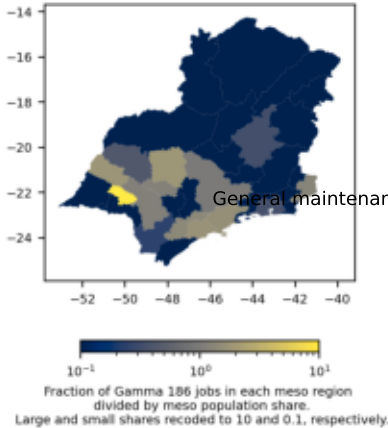 −14
−16
−18
−20
−22
General maintenar
−24
−52 −50 −48 −46 −44 −42 −40
10⁻¹ 10⁰ 10¹
Fraction of Gamma 186 jobs in each meso region
divided by meso population share.
Large and small shares recoded to 10 and 0.1, respectively.